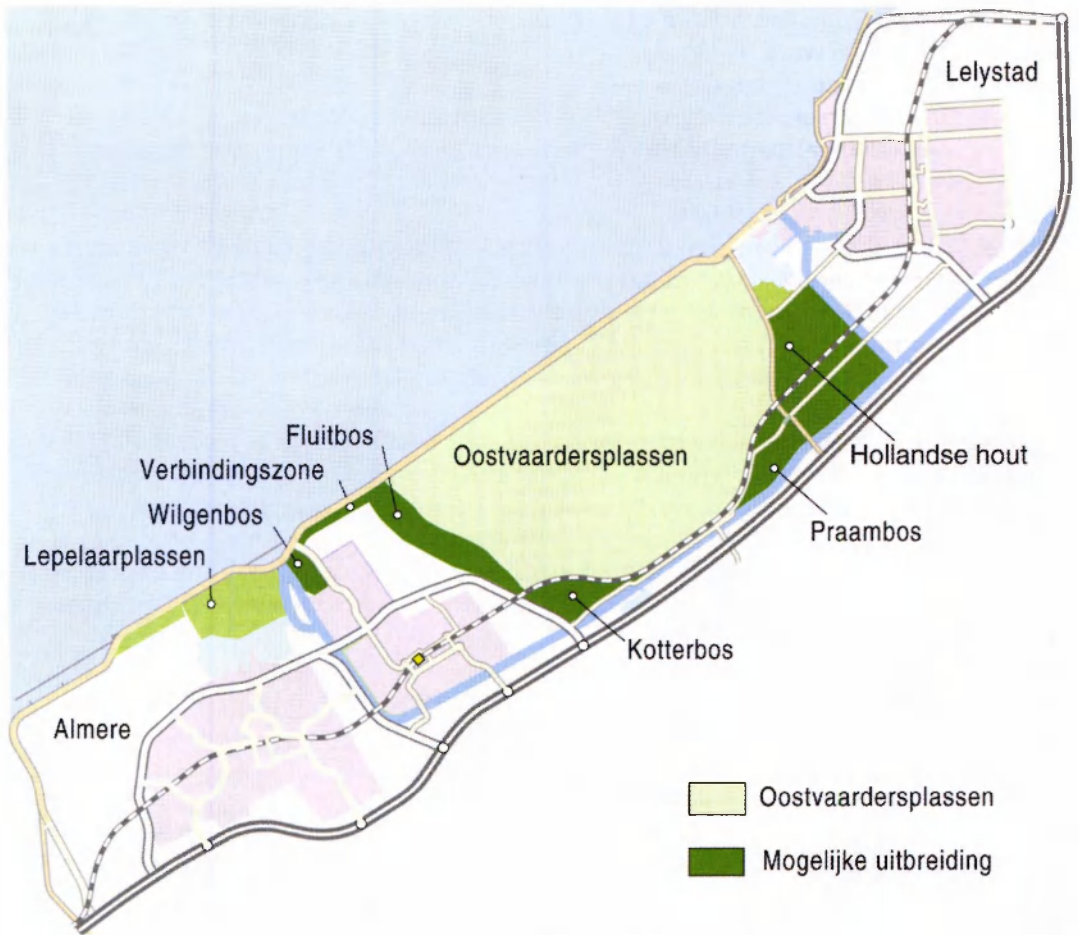 Lelystad
Fluitbos
Oostvaardersplassen
Hollandse hout
Verbindingszone
Wilgenbos
Praambos
Lepelaarplassen
Kotterbos
Almere
Oostvaardersplassen
Mogelijke uitbreiding